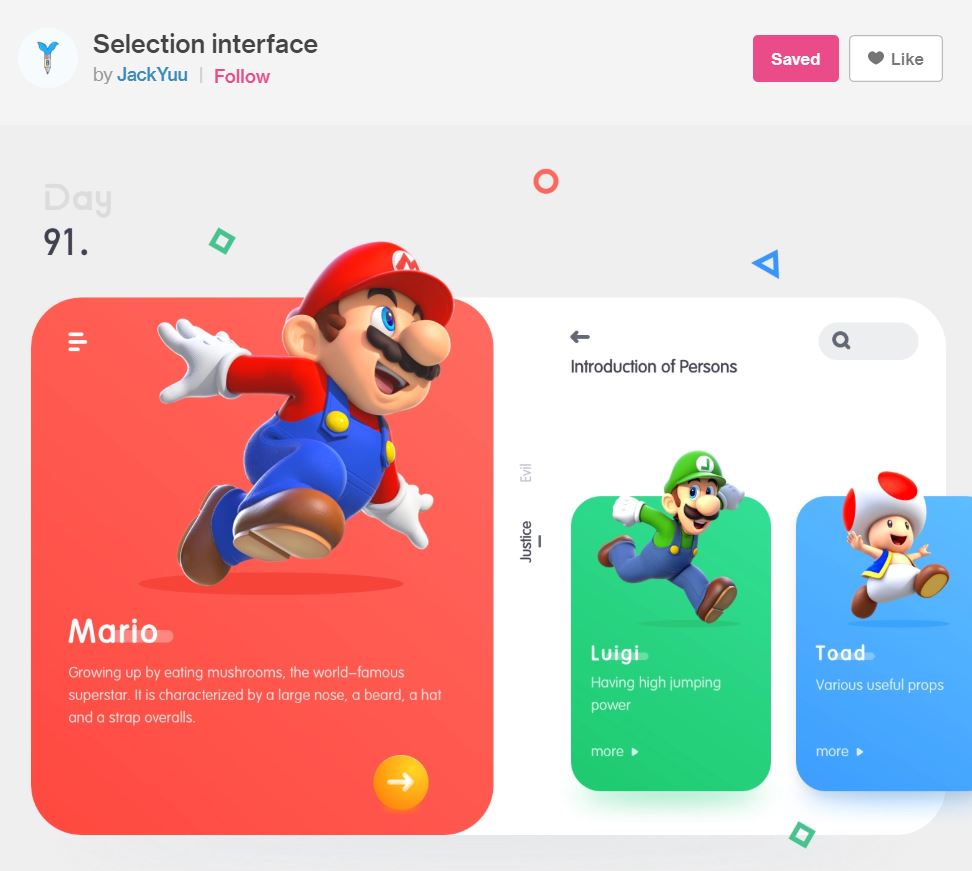 Selection interface
by JackYuu | Follow
Saved
Like
Day
91.
M
Mario
Growing up by eating mushrooms, the world-famous
superstar. It is characterized by a large nose, a beard, a hat
and a strap overalls.
Introduction of Persons
Evil
Justice
L
Luigi
Having high jumping
power
more
Toad
Various useful props
more